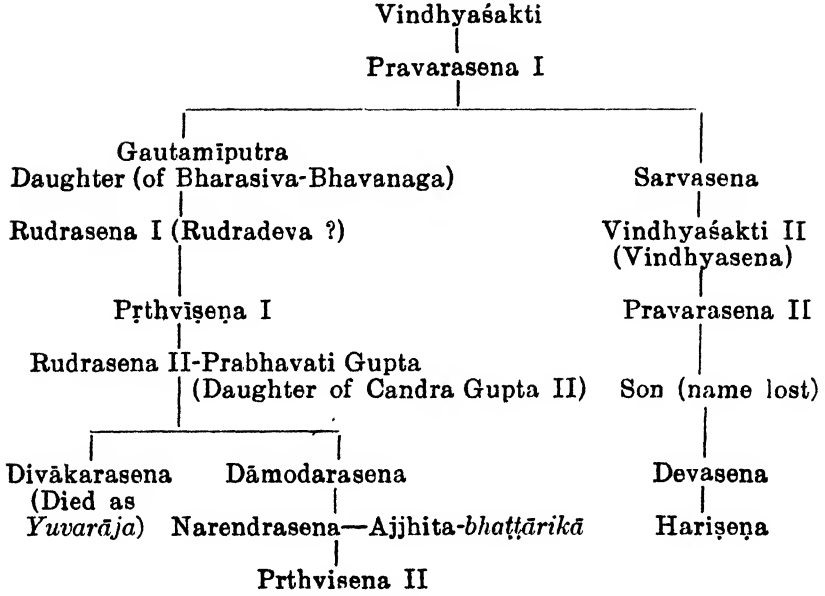 Vindhyaśakti
Pravarasena I
Gautamīputra
Daughter (of Bharasiva-Bhavanaga)
Sarvasena
Rudrasena I (Rudradeva ?)
Vindhyaśakti II
(Vindhyasena)
Pṛthvīṣeṇa I
Pravarasena II
Rudrasena II-Prabhavati Gupta
(Daughter of Candra Gupta II)
Son (name lost)
Divākarasena
Dāmodarasena
Devasena
(Died as
Yuvarāja)
Narendrasena—Ajjhita-bhaṭṭārikā
Hariṣeṇa
Prthvisena II